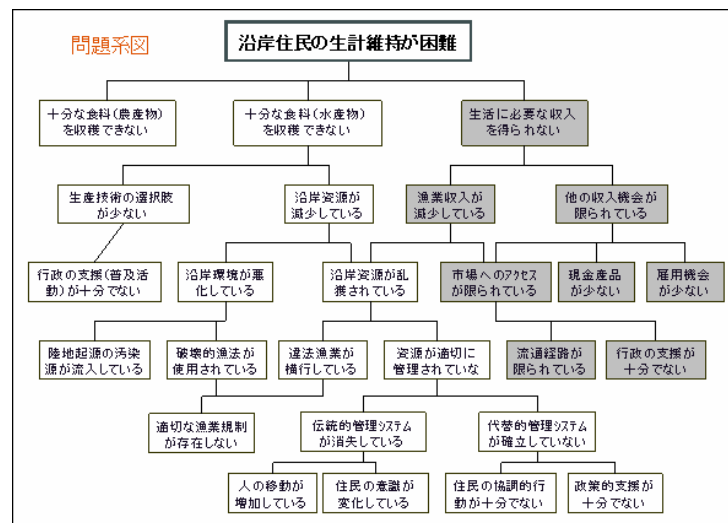 問題系図
沿岸住民の生計維持が困難
十分な食料(農産物)
を収穫できない
十分な食料(水産物)
を収穫できない
生活に必要な収入
を得られない
生産技術の選択肢
が少ない
沿岸資源が
減少している
漁業収入が
減少している
他の収入機会が
限られている
行政の支援(普及活
動)が十分でない
沿岸環境が悪
化している
沿岸資源が乱
獲されている
市場へのアクセス
が限られている
現金産品
が少ない
雇用機会
が少ない
陸地起源の汚染
源が流入している
破壊的漁法が
使用されている
違法漁業が
横行している
資源が適切に
管理されていな
流通経路が
限られている
行政の支援が
十分でない
適切な漁業規制
が存在しない
伝統的管理システム
が消失している
代替的管理システム
が確立していない
人の移動が
増加している
住民の意識が
変化している
住民の協調的行
動が十分でない
政策的支援が
十分でない